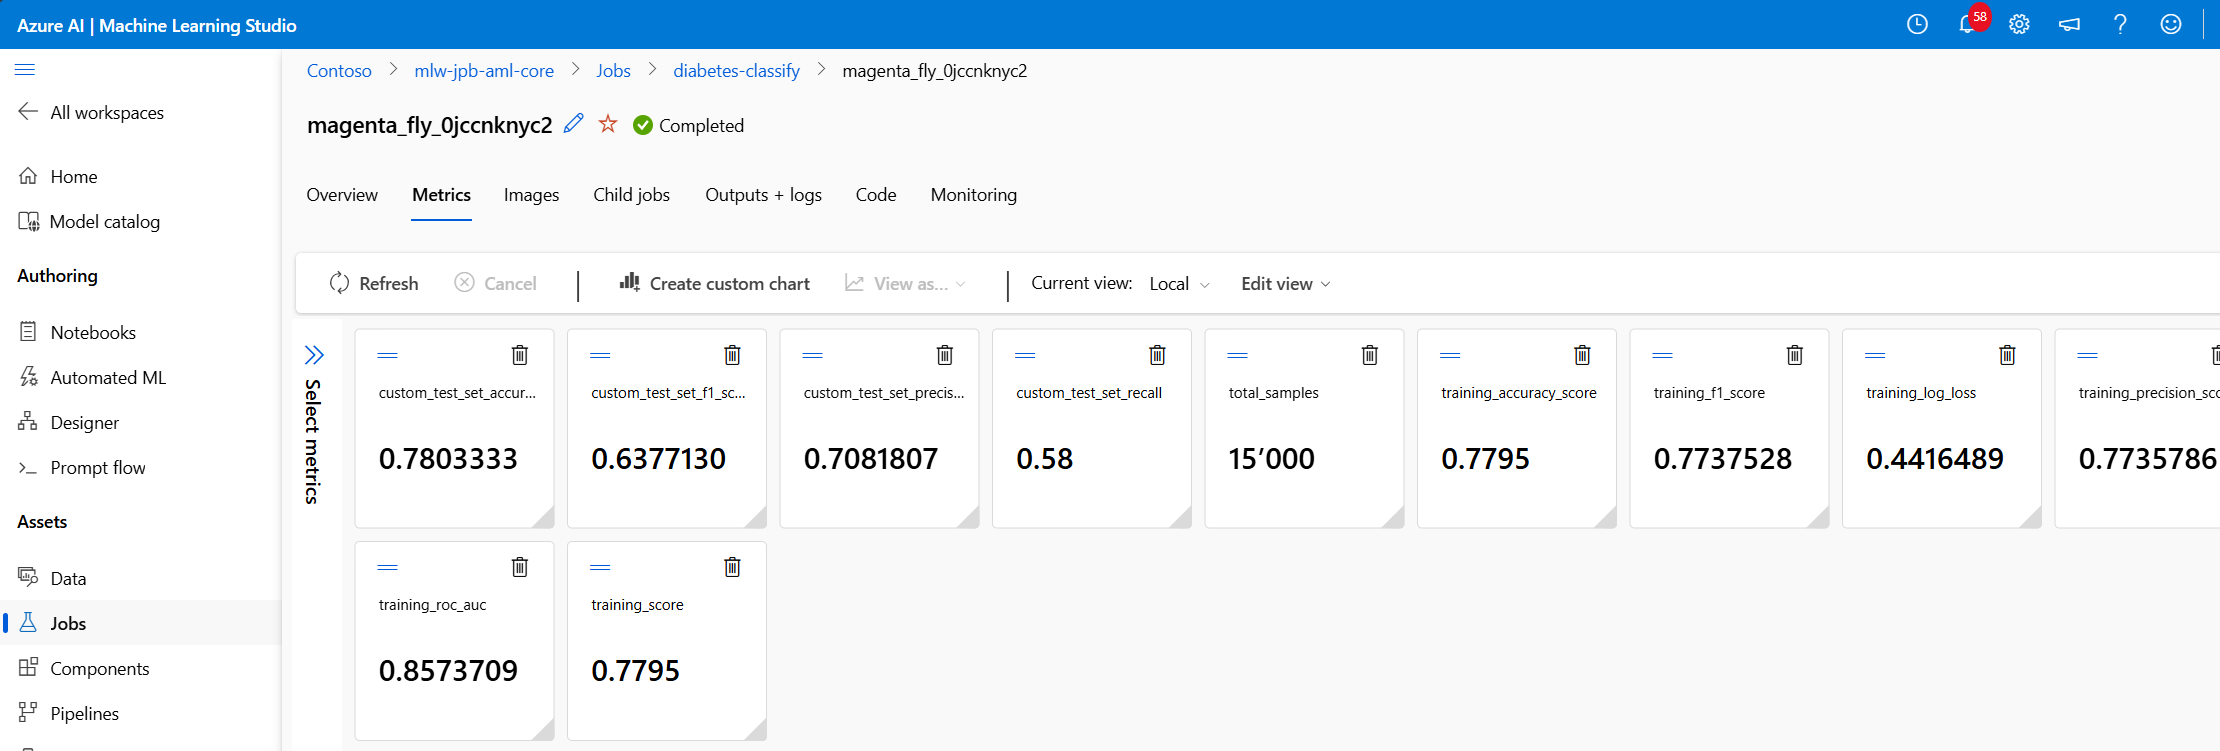 Azure AI | Machine Learning Studio
58
Contoso > mlw-jpb-aml-core > Jobs > diabetes-classify > magenta_fly_0jccnknyc2
All workspaces
magenta_fly_0jccnknyc2 Completed
Home
Model catalog
Authoring
Notebooks
Automated ML
Designer
Prompt flow
Assets
Data
Jobs
Components
Pipelines
Overview Metrics Images Child jobs Outputs + logs Code Monitoring
Refresh Cancel Create custom chart View as... Current view: Local Edit view
Select metrics
custom_test_set_accur...
0.7803333
custom_test_set_f1_sc...
0.6377130
custom_test_set_precis...
0.7081807
custom_test_set_recall
0.58
total_samples
15’000
training_accuracy_score
0.7795
training_f1_score
0.7737528
training_log_loss
0.4416489
training_precision_sco
0.7735786
training_roc_auc
0.8573709
training_score
0.7795